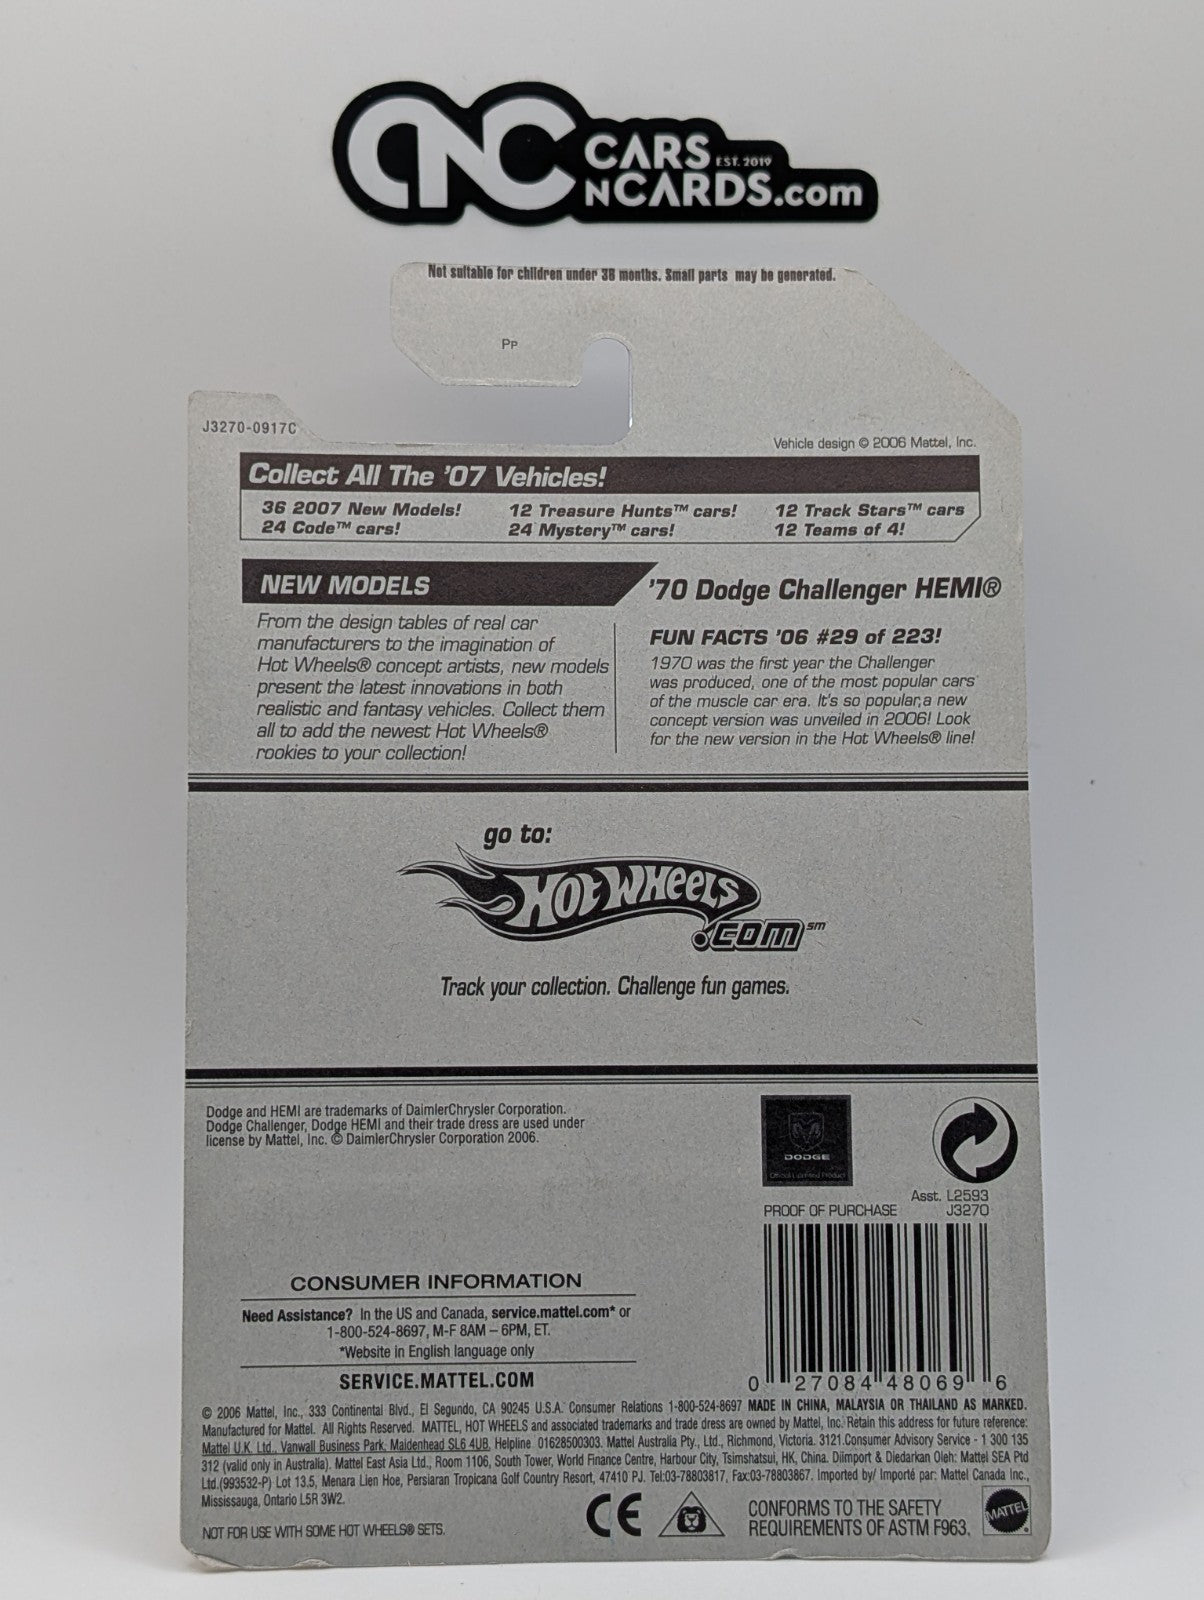 CNC CARS EST. 2019
NCARDS.com
Not suitable for children under 36 months. Small parts may be generated.
PP
J3270-0917C
Vehicle design © 2006 Mattel, Inc.
Collect All The '07 Vehicles!
36 2007 New Models! 12 Treasure Hunts™ cars! 12 Track Stars™ cars
24 Code™ cars! 24 Mystery™ cars! 12 Teams of 4!
NEW MODELS
From the design tables of real car
manufacturers to the imagination of
Hot Wheels® concept artists, new models
present the latest innovations in both
realistic and fantasy vehicles. Collect them
all to add the newest Hot Wheels®
rookies to your collection!
'70 Dodge Challenger HEMI®
FUN FACTS '06 #29 of 223!
1970 was the first year the Challenger
was produced, one of the most popular cars
of the muscle car era. It's so popular,a new
concept version was unveiled in 2006! Look
for the new version in the Hot Wheels® line!
go to:
HOT WHeeLS
.COM SM
Track your collection. Challenge fun games.
Dodge and HEMI are trademarks of DaimlerChrysler Corporation.
Dodge Challenger, Dodge HEMI and their trade dress are used under
license by Mattel, Inc. © DaimlerChrysler Corporation 2006.
DODGE
Official Licensed Product
Asst. L2593
PROOF OF PURCHASE J3270
0 27084 48069 6
CONSUMER INFORMATION
Need Assistance? In the US and Canada, service.mattel.com* or
1-800-524-8697, M-F 8AM – 6PM, ET.
*Website in English language only
SERVICE.MATTEL.COM
© 2006 Mattel, Inc., 333 Continental Blvd., El Segundo, CA 90245 U.S.A. Consumer Relations 1-800-524-8697 MADE IN CHINA, MALAYSIA OR THAILAND AS MARKED.
Manufactured for Mattel. All Rights Reserved. MATTEL, HOT WHEELS and associated trademarks and trade dress are owned by Mattel, Inc. Retain this address for future reference:
Mattel U.K. Ltd., Vanwall Business Park, Maidenhead SL6 4UB, Helpline 01628500303. Mattel Australia Pty., Ltd., Richmond, Victoria. 3121.Consumer Advisory Service - 1 300 135
312 (valid only in Australia). Mattel East Asia Ltd., Room 1106, South Tower, World Finance Centre, Harbour City, Tsimshatsui, HK, China. Diimport & Diedarkan Oleh: Mattel SEA Ptd
Ltd.(993532-P) Lot 13.5, Menara Lien Hoe, Persiaran Tropicana Golf Country Resort, 47410 PJ. Tel:03-78803817, Fax:03-78803867. Imported by/ Importé par: Mattel Canada Inc.,
Mississauga, Ontario L5R 3W2.
NOT FOR USE WITH SOME HOT WHEELS® SETS.
CE
CONFORMS TO THE SAFETY
REQUIREMENTS OF ASTM F963.
MATTEL